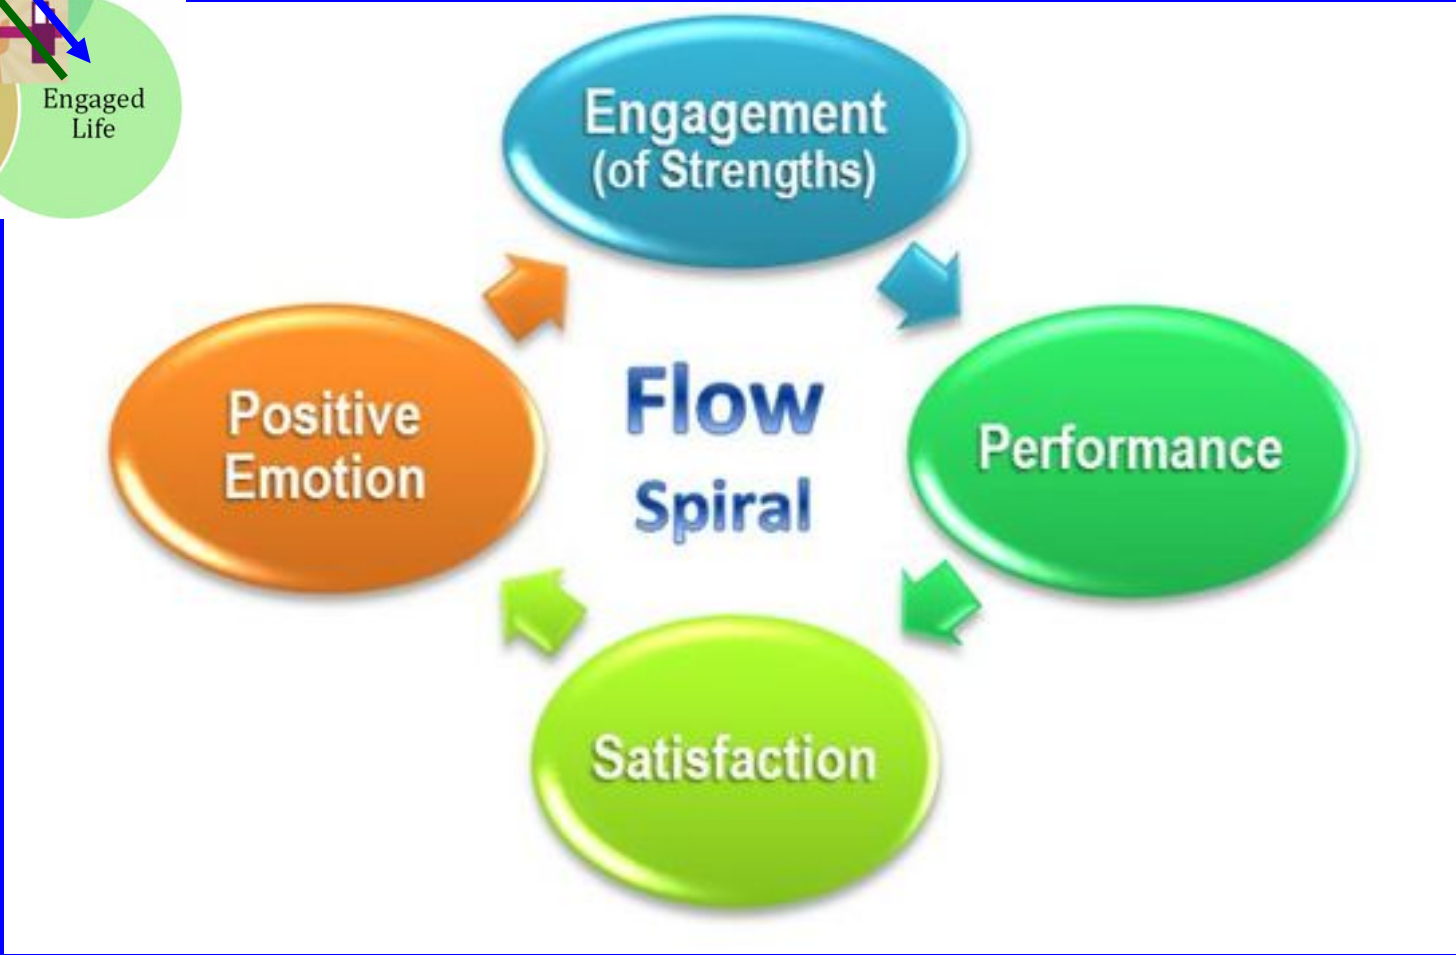 Engaged
Life
Engagement
(of Strengths)
Positive
Emotion
Flow
Spiral
Performance
Satisfaction